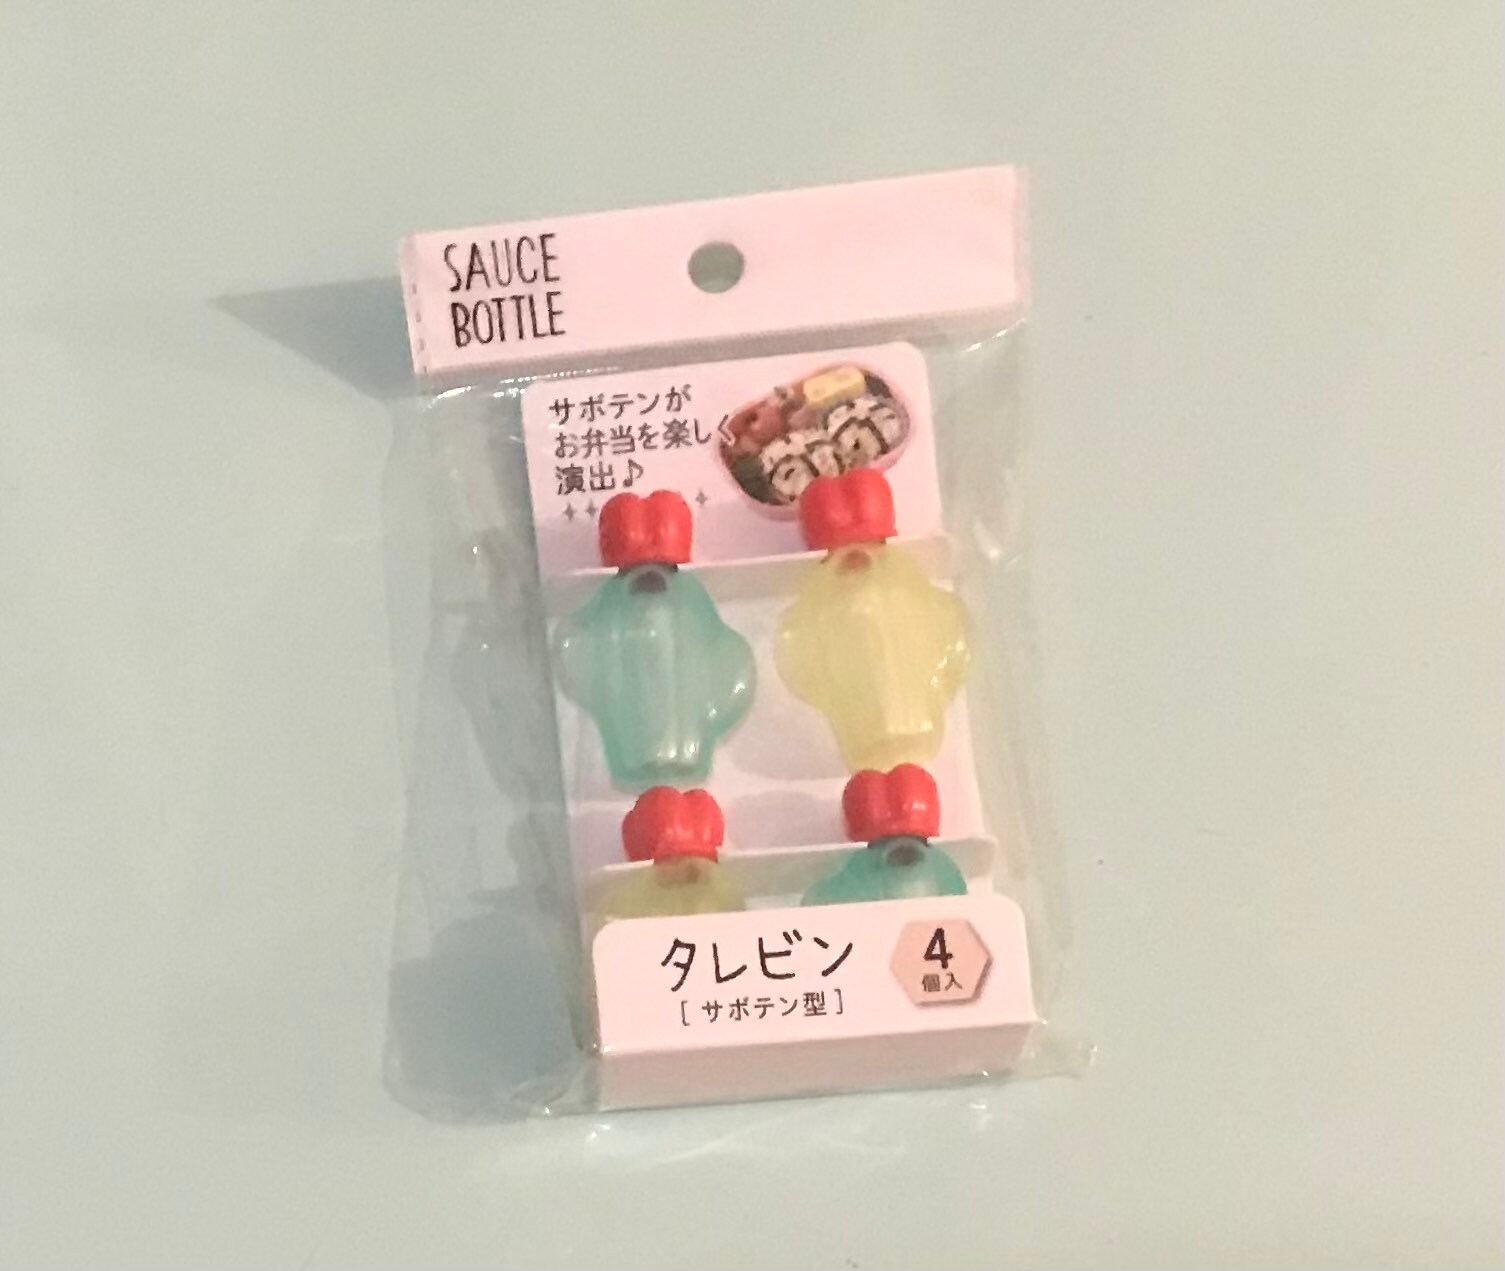 SAUCE
BOTTLE
サボテンが
お弁当を楽しく
演出♪
タレビン
[サボテン型]
4
個入